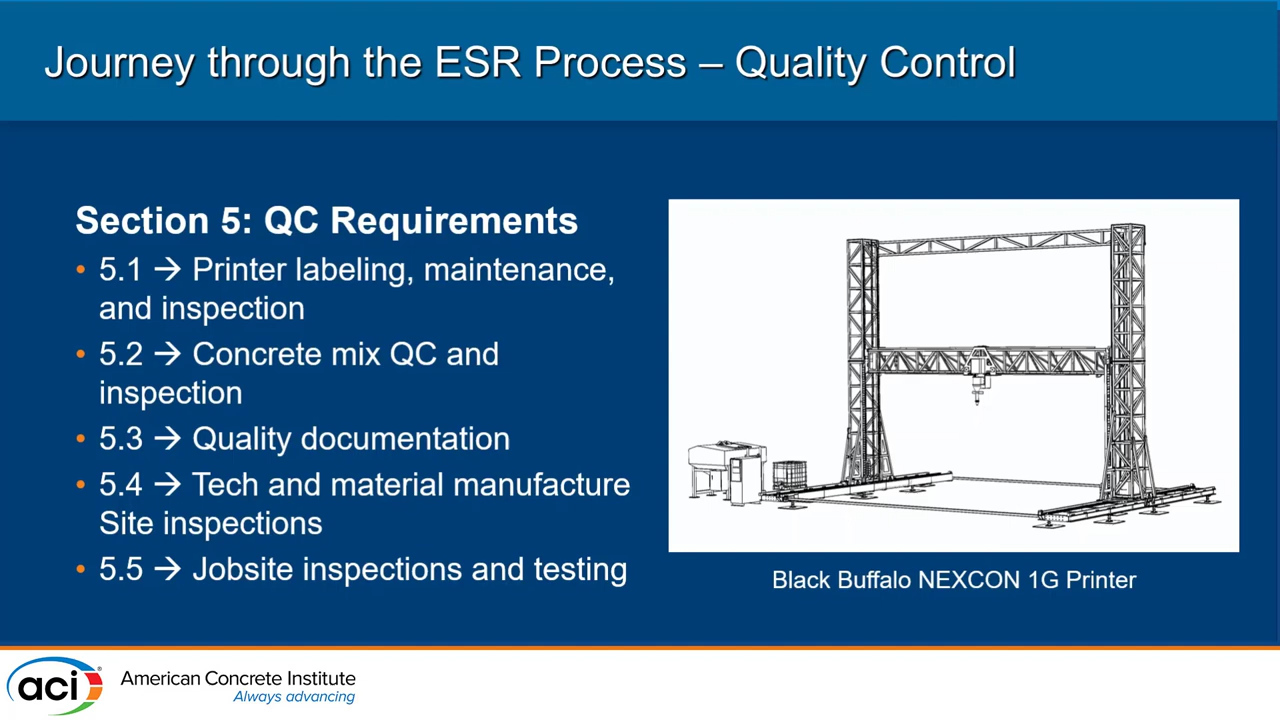 Journey through the ESR Process – Quality Control
Section 5: QC Requirements
• 5.1 → Printer labeling, maintenance,
and inspection
• 5.2 → Concrete mix QC and
inspection
• 5.3 → Quality documentation
• 5.4 → Tech and material manufacture
Site inspections
• 5.5 → Jobsite inspections and testing
Black Buffalo NEXCON 1G Printer
aci®
American Concrete Institute
Always advancing